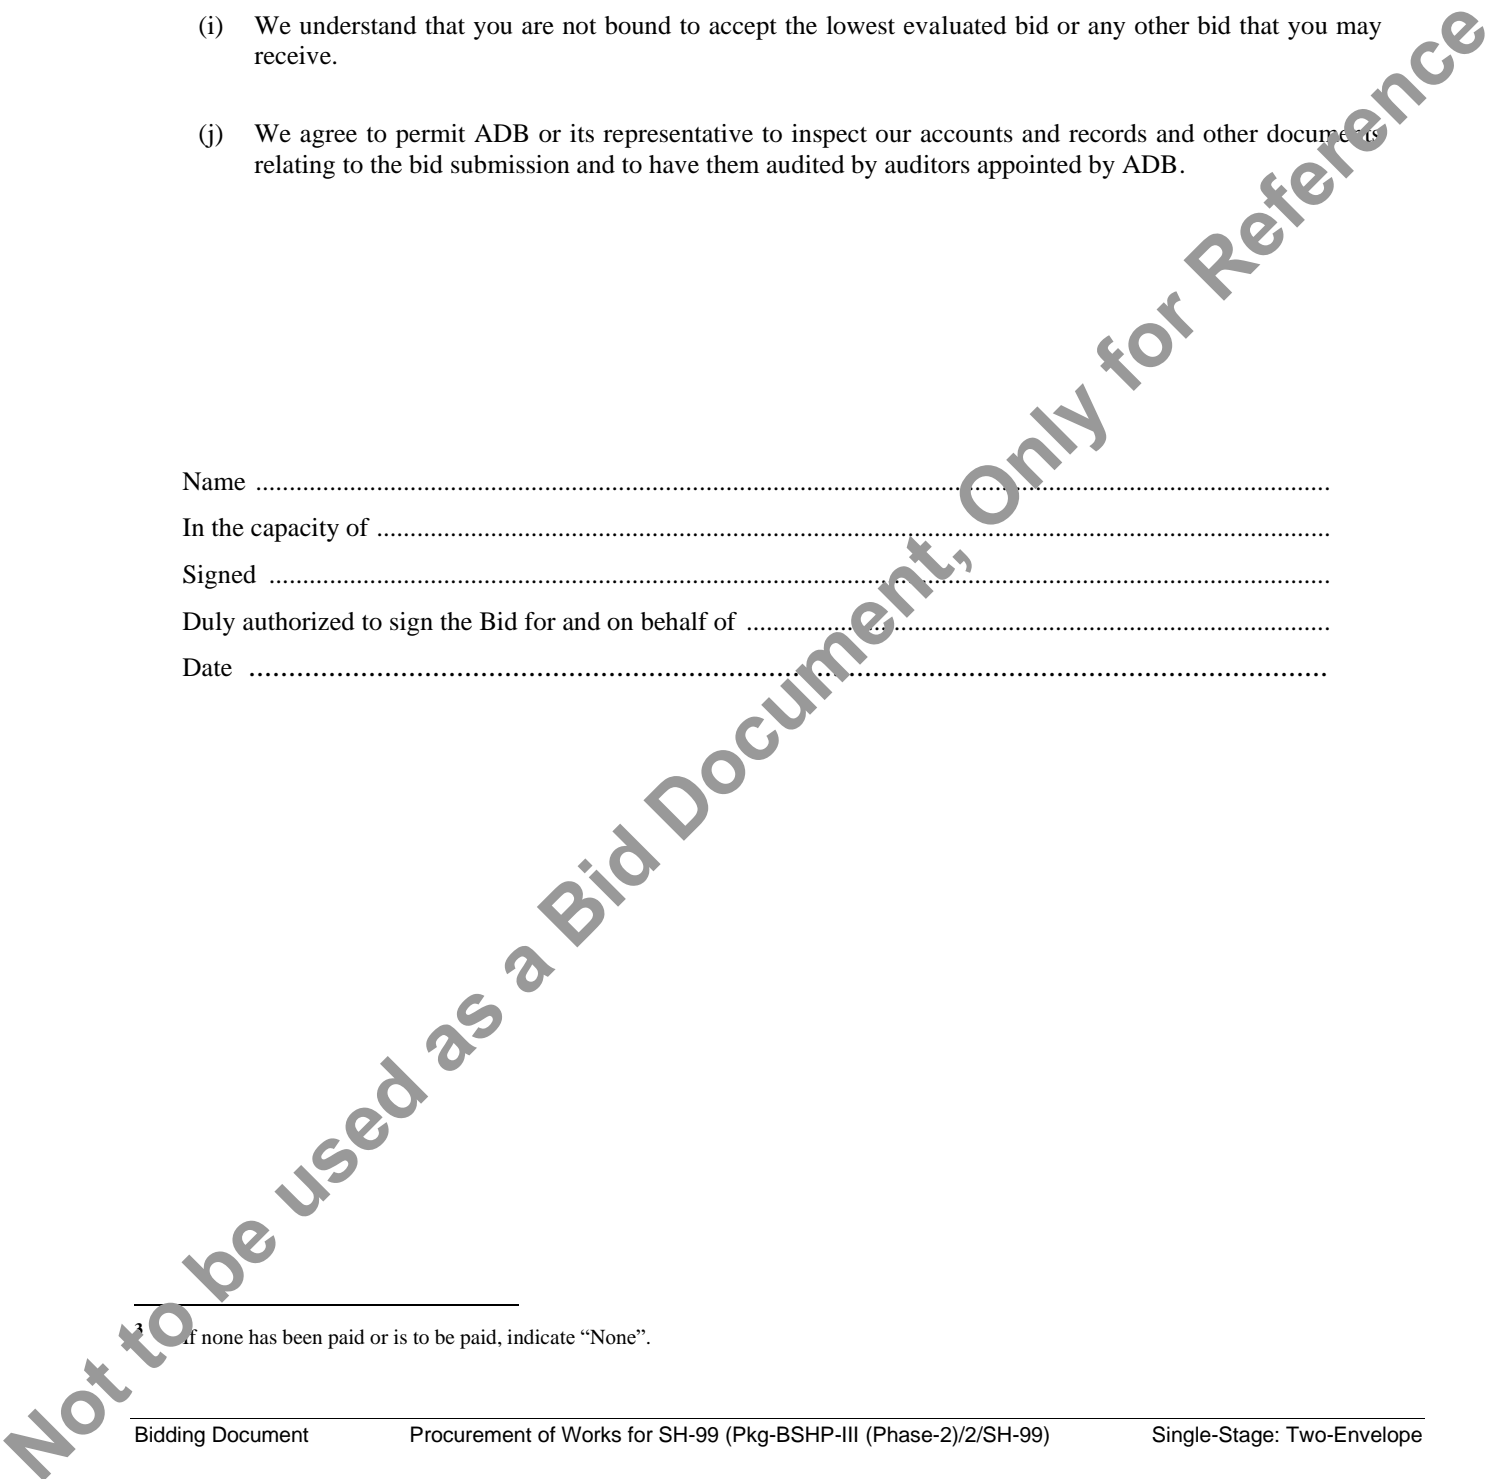 (i) We understand that you are not bound to accept the lowest evaluated bid or any other bid that you may
receive.
(j) We agree to permit ADB or its representative to inspect our accounts and records and other documents
relating to the bid submission and to have them audited by auditors appointed by ADB.
Name ....................................................................................................
In the capacity of ....................................................................................................
Signed ....................................................................................................
Duly authorized to sign the Bid for and on behalf of ....................................................................................................
Date ....................................................................................................
Not to be used as a Bid Document, Only for Reference
3 If none has been paid or is to be paid, indicate “None”.
Bidding Document Procurement of Works for SH-99 (Pkg-BSHP-III (Phase-2)/2/SH-99) Single-Stage: Two-Envelope